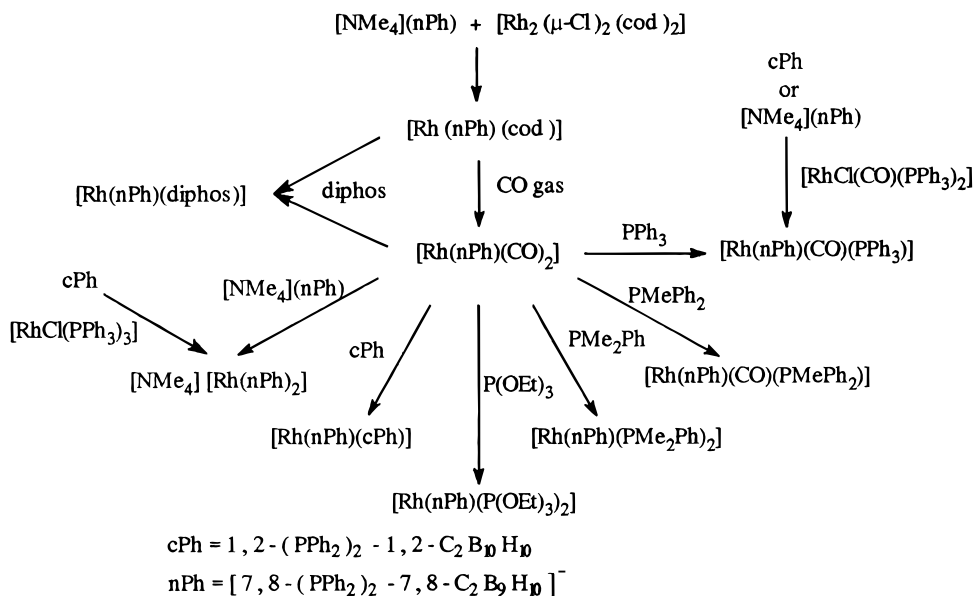 [NMe₄](nPh) + [Rh₂(μ-Cl)₂(cod)₂]
cPh
or
[NMe₄](nPh)
[Rh(nPh)(cod)]
[RhCl(CO)(PPh₃)₂]
CO gas
[Rh(nPh)(diphos)]
diphos
PPh₃
[Rh(nPh)(CO)₂]
[Rh(nPh)(CO)(PPh₃)]
cPh
[NMe₄](nPh)
PMePh₂
[RhCl(PPh₃)₃]
cPh
PMe₂Ph
[NMe₄][Rh(nPh)₂]
P(OEt)₃
[Rh(nPh)(CO)(PMePh₂)]
[Rh(nPh)(cPh)]
[Rh(nPh)(PMe₂Ph)₂]
[Rh(nPh)(P(OEt)₃)₂]
cPh = 1,2-(PPh₂)₂-1,2-C₂B₁₀H₁₀
nPh = [7,8-(PPh₂)₂-7,8-C₂B₉H₁₀]⁻